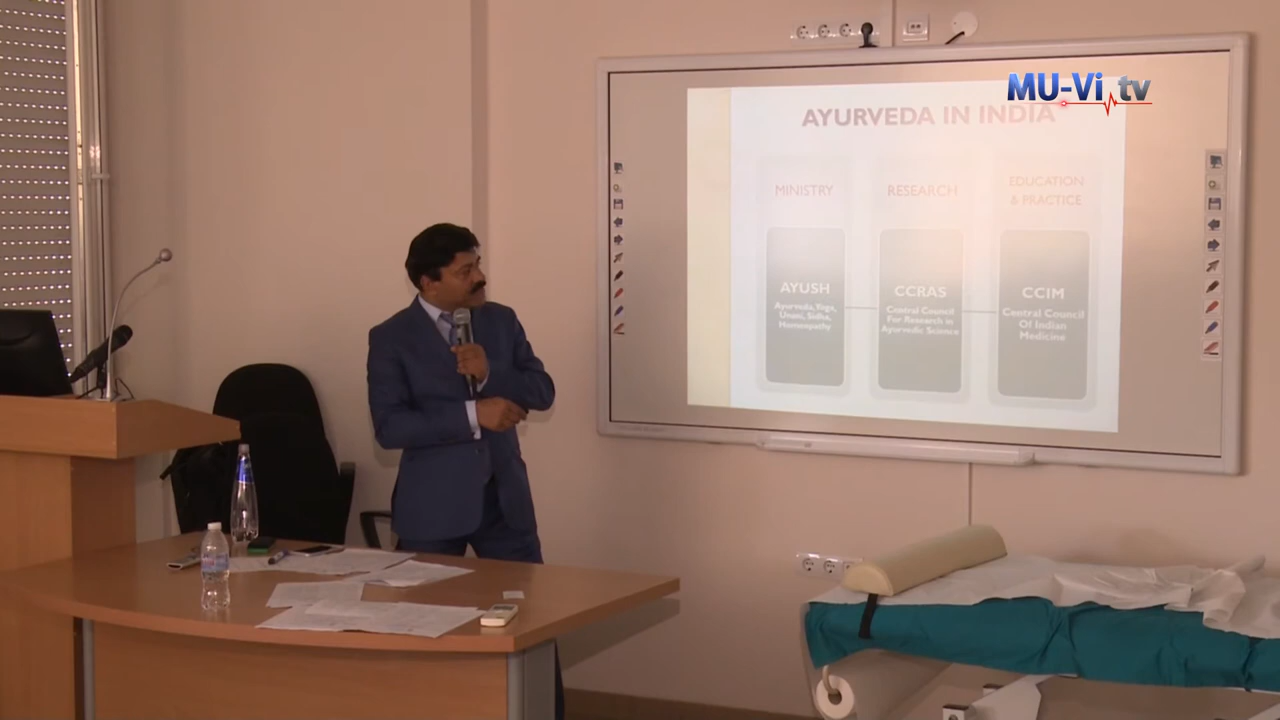 MU-Vi tv
AYURVEDA IN INDIA
MINISTRY
RESEARCH
EDUCATION
& PRACTICE
AYUSH
Ayurveda, Yoga,
Unani, Sidha,
Homeopathy
CCRAS
Central Council
For Research in
Ayurvedic Science
CCIM
Central Council
Of Indian
Medicine